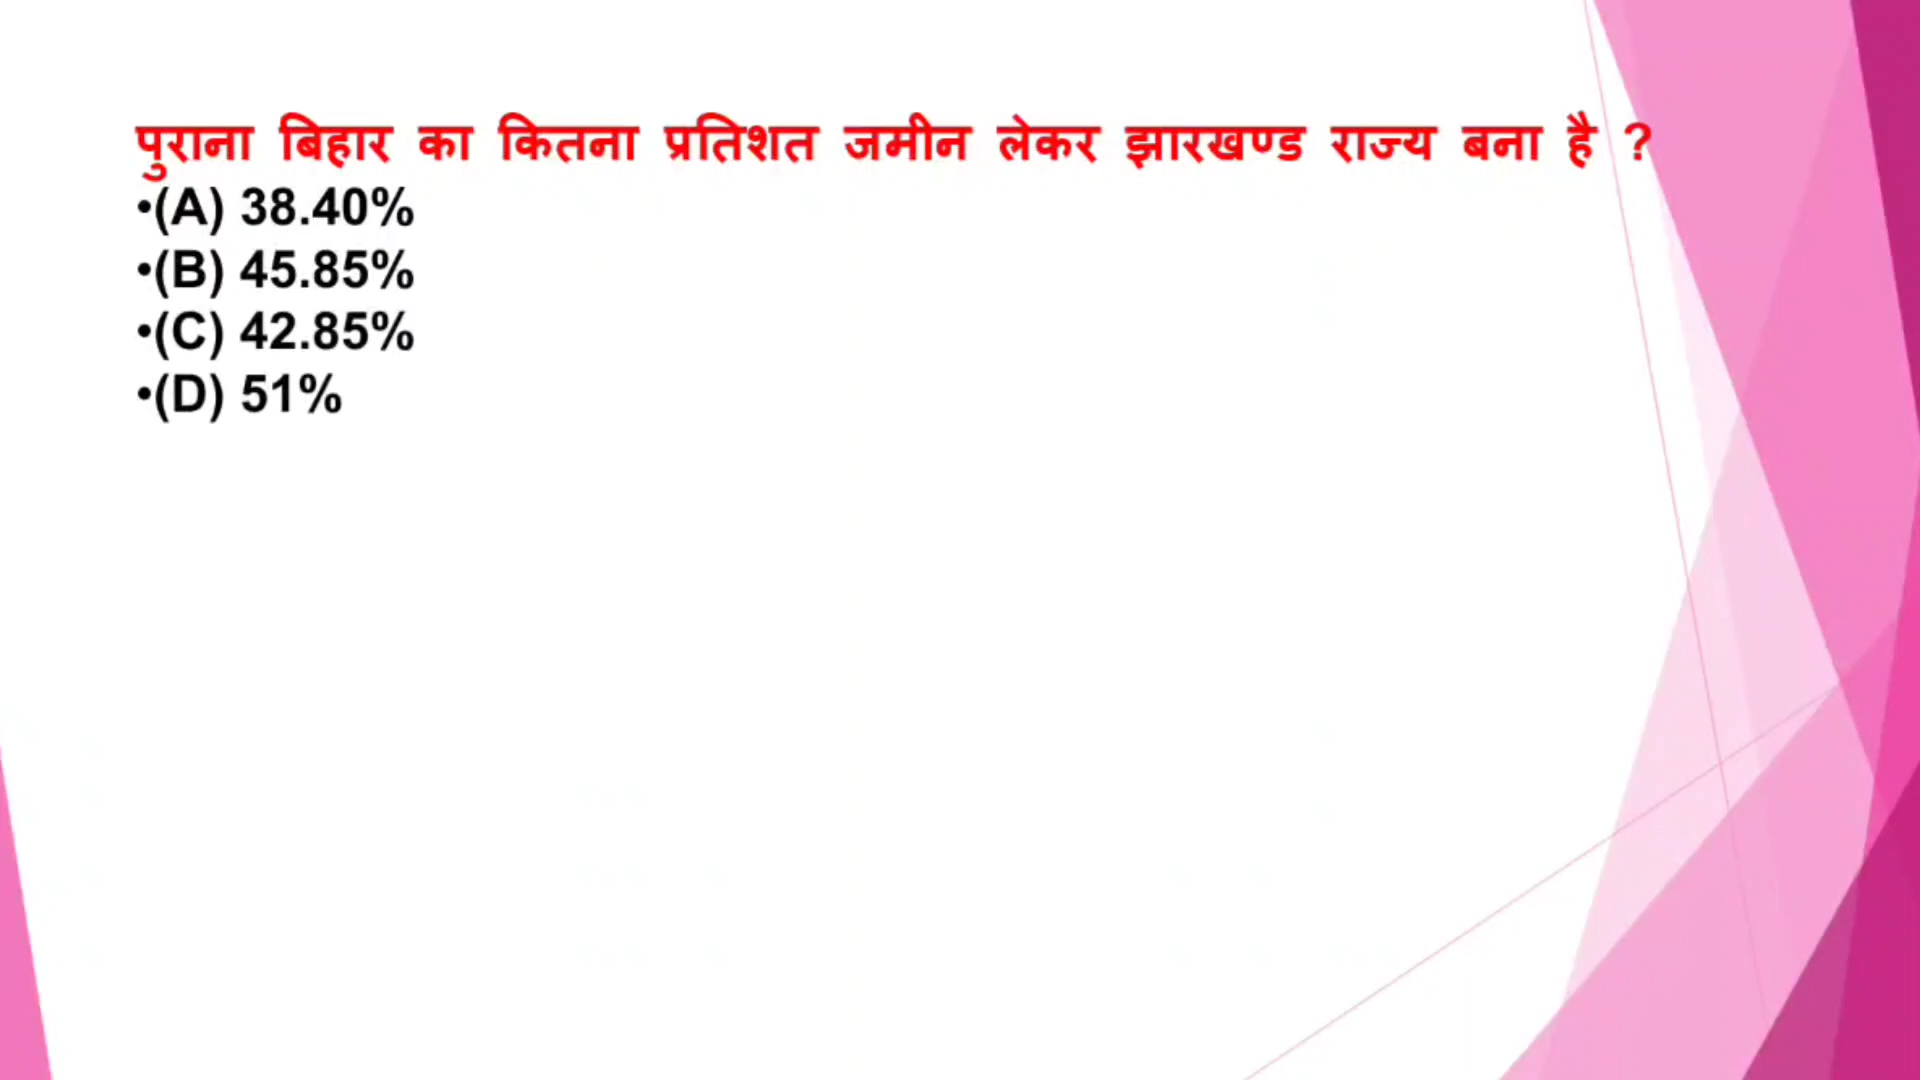 पुराना बिहार का कितना प्रतिशत जमीन लेकर झारखण्ड राज्य बना है ?
•(A) 38.40%
•(B) 45.85%
•(C) 42.85%
•(D) 51%